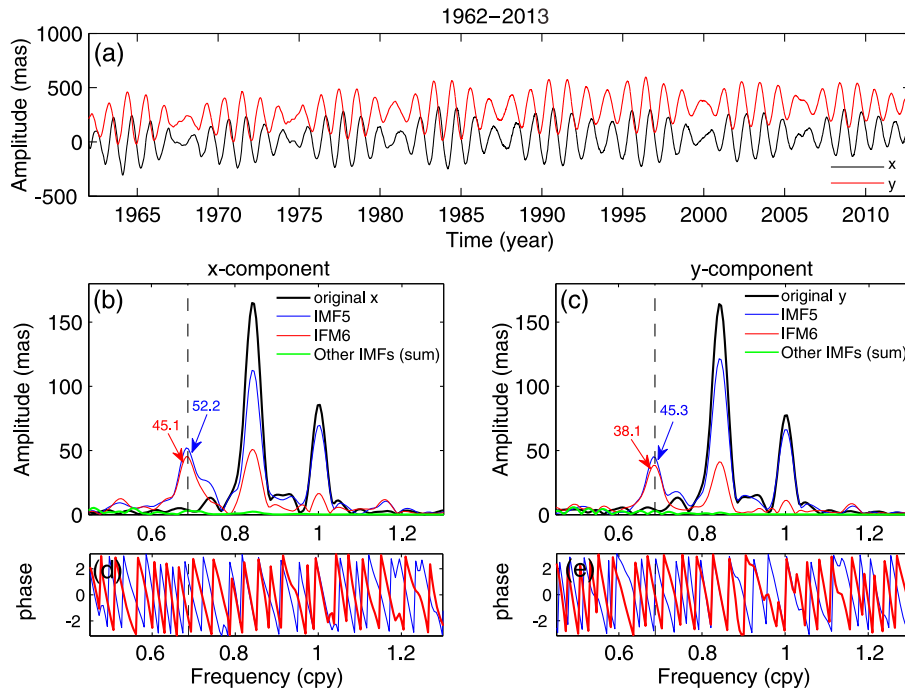 1962−2013
(a)
Amplitude (mas)
1000
500
0
−500
x
y
1965 1970 1975 1980 1985 1990 1995 2000 2005 2010
Time (year)
x−component
(b)
Amplitude (mas)
150
100
50
0
original x
IMF5
IFM6
Other IMFs (sum)
45.1
52.2
0.6 0.8 1 1.2
y−component
(c)
Amplitude (mas)
150
100
50
0
original y
IMF5
IFM6
Other IMFs (sum)
38.1
45.3
0.6 0.8 1 1.2
(d)
phase
2
0
−2
0.6 0.8 1 1.2
Frequency (cpy)
(e)
phase
2
0
−2
0.6 0.8 1 1.2
Frequency (cpy)